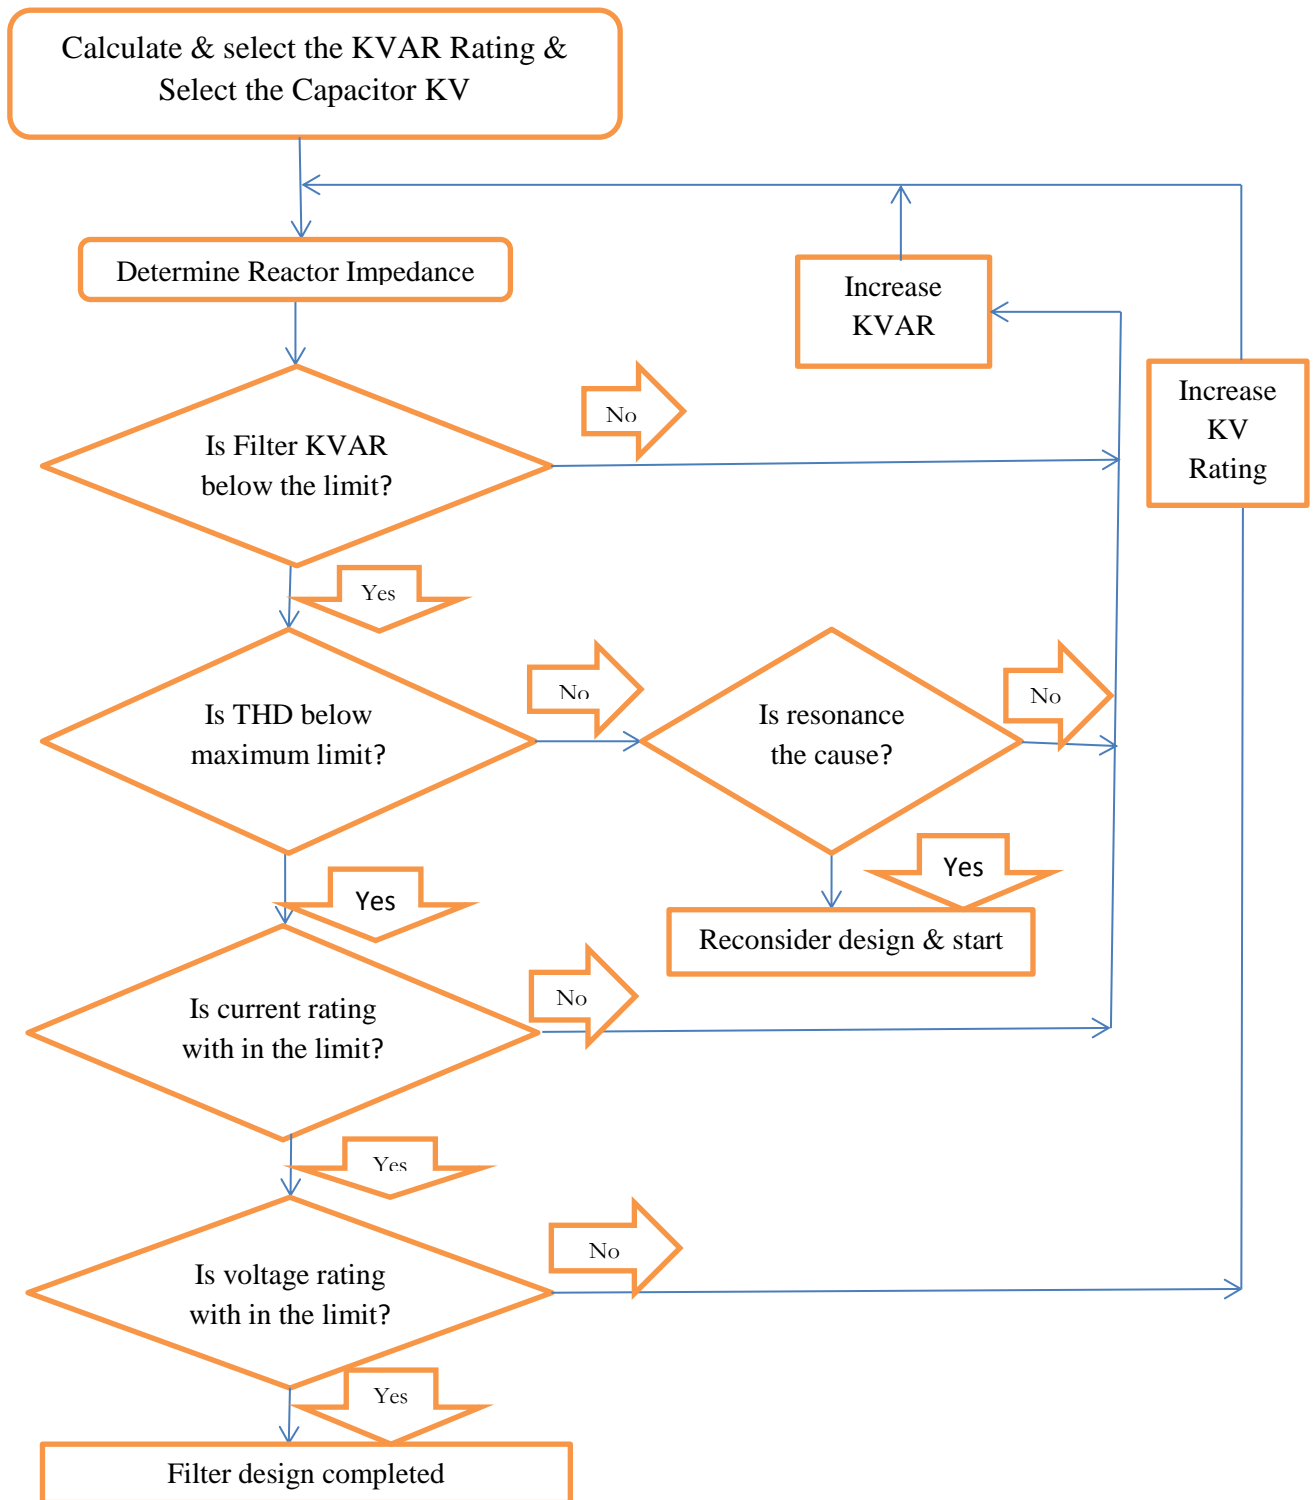 Calculate & select the KVAR Rating &
Select the Capacitor KV
Determine Reactor Impedance
Increase
KVAR
Increase
KV
Rating
No
Is Filter KVAR
below the limit?
Yes
No
No
Is THD below
maximum limit?
Is resonance
the cause?
Yes
Yes
Reconsider design & start
No
Is current rating
with in the limit?
Yes
No
Is voltage rating
with in the limit?
Yes
Filter design completed